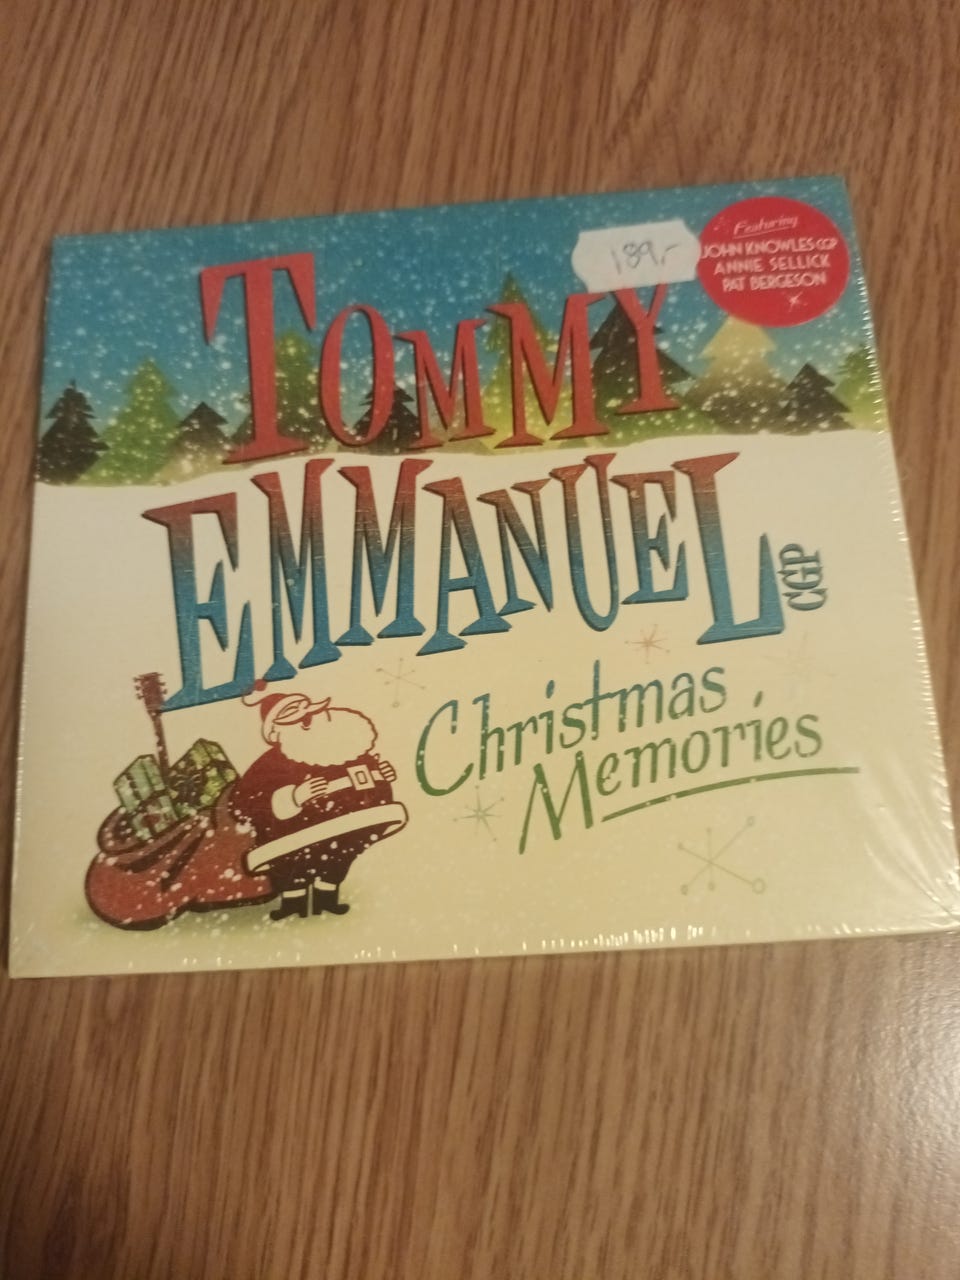 189,-
Featuring
JOHN KNOWLES CGP
ANNIE SELLICK
PAT BERGESON
TOMMY
EMMANUEL
CGP
Christmas
Memories